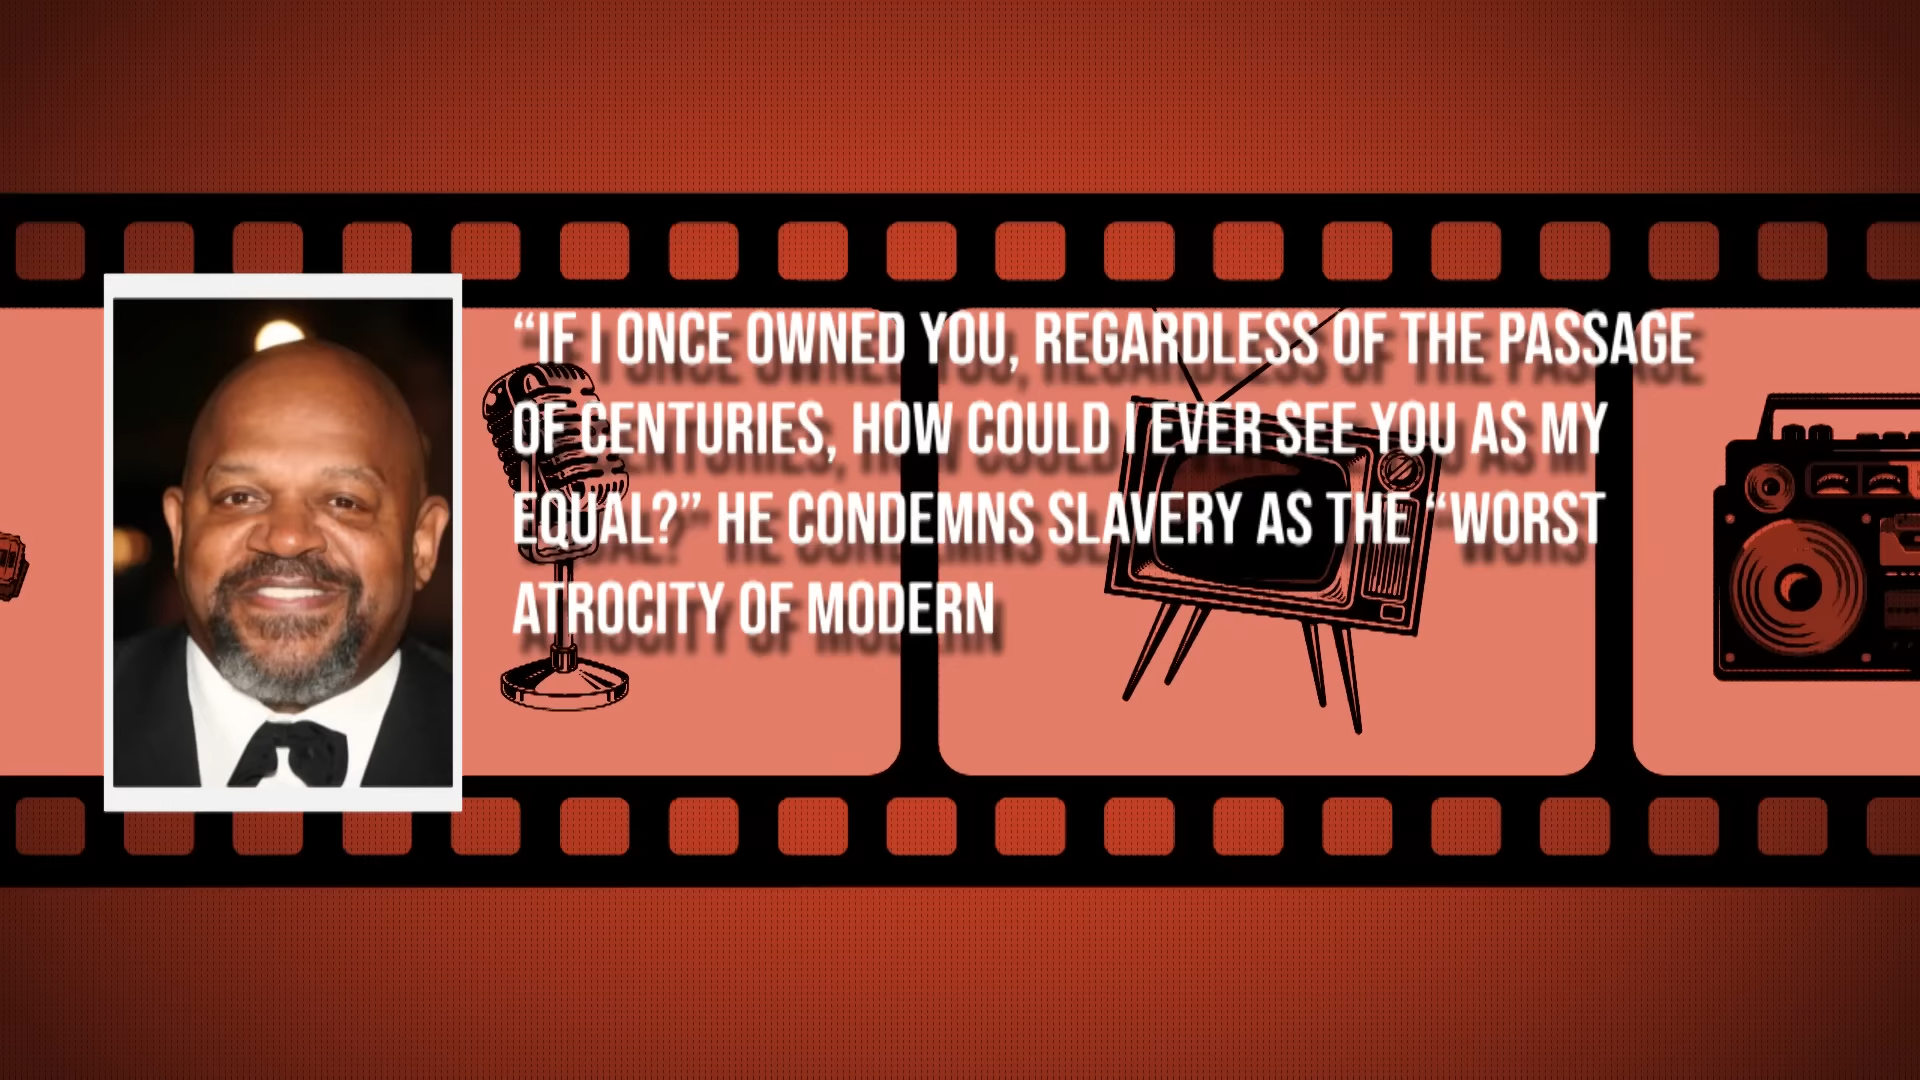 “IF I ONCE OWNED YOU, REGARDLESS OF THE PASSAGE
OF CENTURIES, HOW COULD I EVER SEE YOU AS MY
EQUAL?” HE CONDEMNS SLAVERY AS THE “WORST
ATROCITY OF MODERN